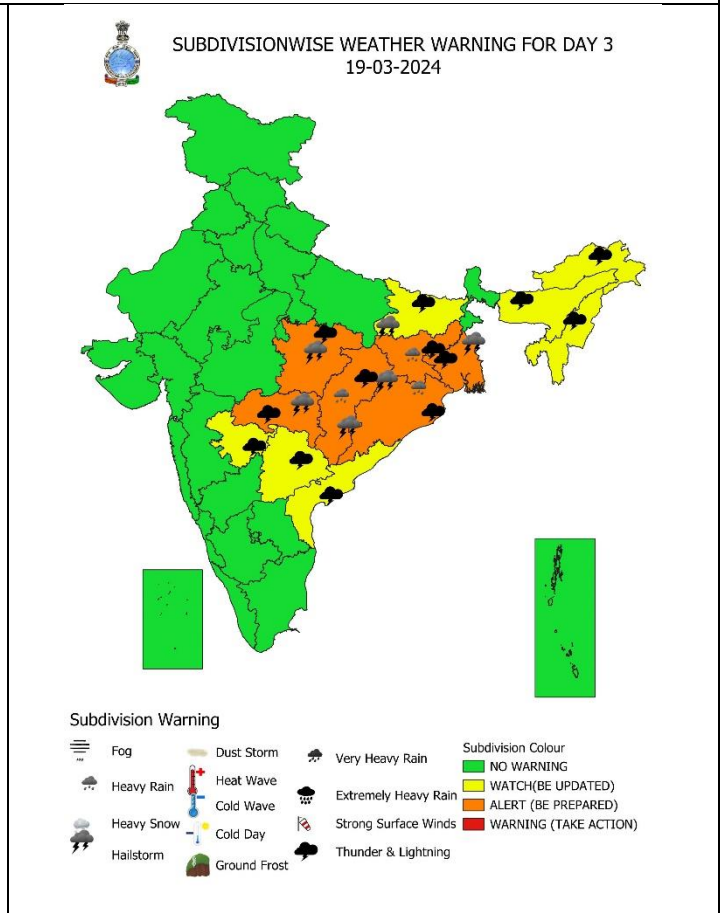 SUBDIVISIONWISE WEATHER WARNING FOR DAY 3
19-03-2024
Subdivision Warning
Fog
Heavy Rain
Heavy Snow
Hailstorm
Dust Storm
Heat Wave
Cold Wave
Cold Day
Ground Frost
Very Heavy Rain
Extremely Heavy Rain
Strong Surface Winds
Thunder & Lightning
Subdivision Colour
NO WARNING
WATCH(BE UPDATED)
ALERT (BE PREPARED)
WARNING (TAKE ACTION)